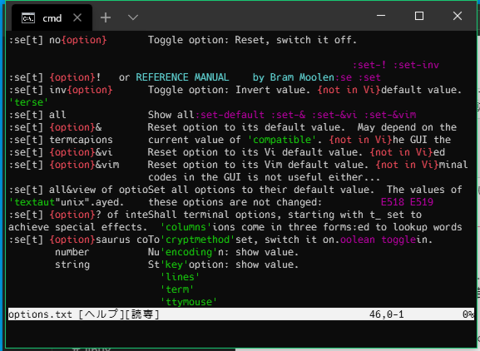 cmd
:se[t] no{option}       Toggle option: Reset, switch it off.
:set-! :set-inv
:se[t] {option}!   or REFERENCE MANUAL    by Bram Moolen:se :set
:se[t] inv{option}      Toggle option: Invert value. {not in Vi}default value.
'terse'
:se[t] all              Show all:set-default :set-& :set-&vi :set-&vim
:se[t] {option}&        Reset option to its default value.  May depend on the
:se[t] termcapions      current value of 'compatible'. {not in Vi}he GUI the
:se[t] {option}&vi      Reset option to its Vi default value. {not in Vi}ed
:se[t] {option}&vim     Reset option to its Vim default value. {not in Vi}minal
codes in the GUI is not useful either...
:se[t] all&view of optioSet all options to their default value.  The values of
'textaut"unix".ayed.    these options are not changed:          E518 E519
:se[t] {option}? of inteShall terminal options, starting with t_ set to
achieve special effects.  'columns'ions come in three forms:ed to lookup words
:se[t] {option}saurus coTo'cryptmethod'set, switch it on.oolean togglein.
number          Nu'encoding'n: show value.
string          St'key'option: show value.
'lines'
'term'
'ttymouse'
options.txt [ヘルプ][読専]                              46,0-1          0%